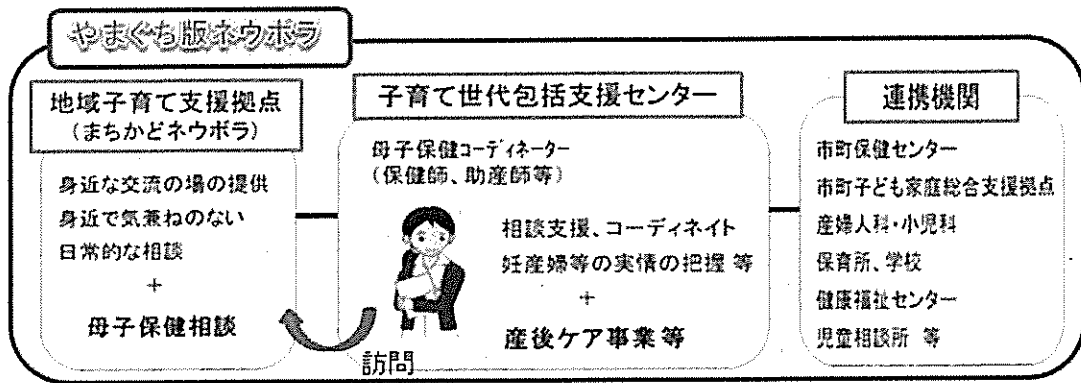 やまぐち版ネウボラ
地域子育て支援拠点
(まちかどネウボラ)
身近な交流の場の提供
身近で気兼ねのない
日常的な相談
+
母子保健相談
子育て世代包括支援センター
母子保健コーディネーター
(保健師、助産師等)
相談支援、コーディネイト
妊産婦等の実情の把握 等
+
産後ケア事業等
訪問
連携機関
市町保健センター
市町子ども家庭総合支援拠点
産婦人科・小児科
保育所、学校
健康福祉センター
児童相談所 等